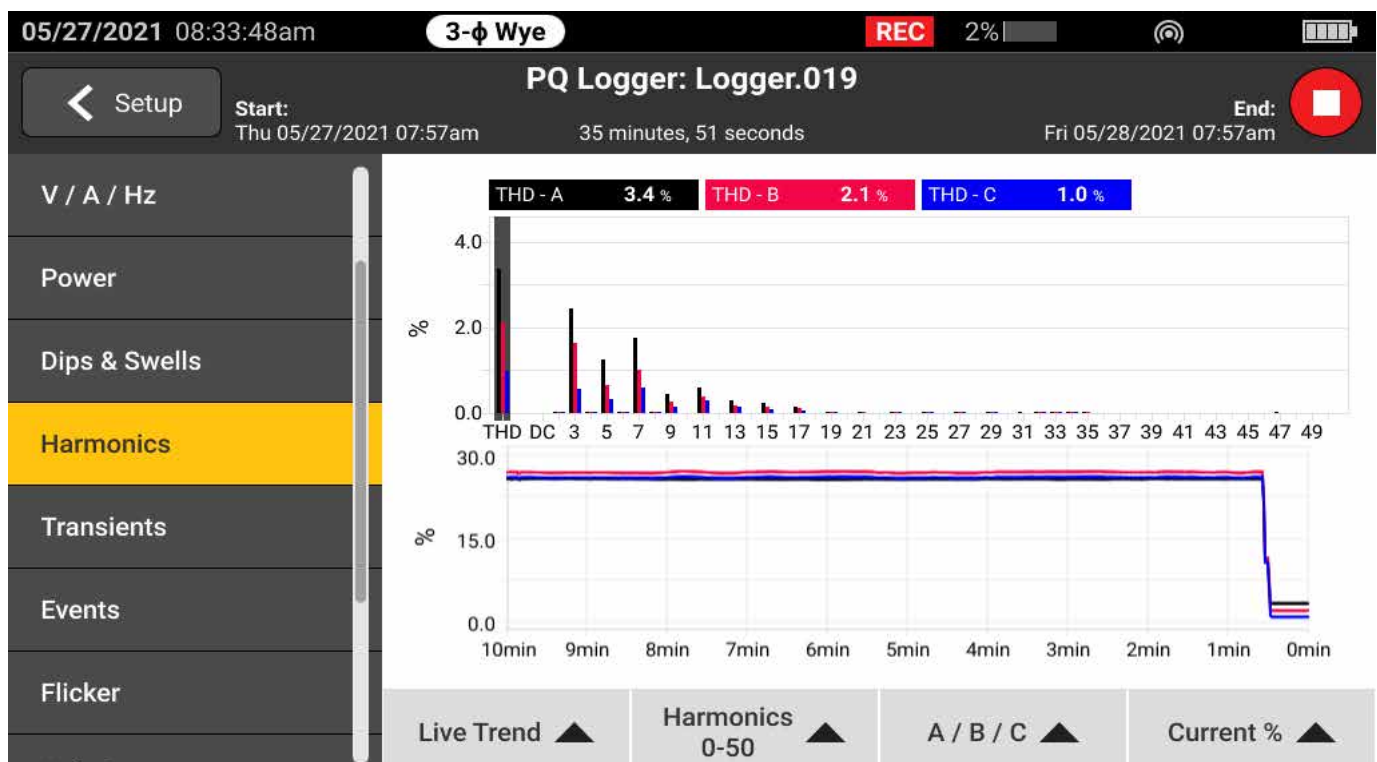 05/27/2021 08:33:48am 3-ϕ Wye REC 2%
PQ Logger: Logger.019
Setup
Start:
Thu 05/27/2021 07:57am
35 minutes, 51 seconds
End:
Fri 05/28/2021 07:57am
V / A / Hz
Power
Dips & Swells
Harmonics
Transients
Events
Flicker
THD - A 3.4 % THD - B 2.1 % THD - C 1.0 %
4.0
2.0
0.0
%
THD DC 3 5 7 9 11 13 15 17 19 21 23 25 27 29 31 33 35 37 39 41 43 45 47 49
30.0
15.0
0.0
%
10min 9min 8min 7min 6min 5min 4min 3min 2min 1min 0min
Live Trend
Harmonics
0-50
A / B / C
Current %